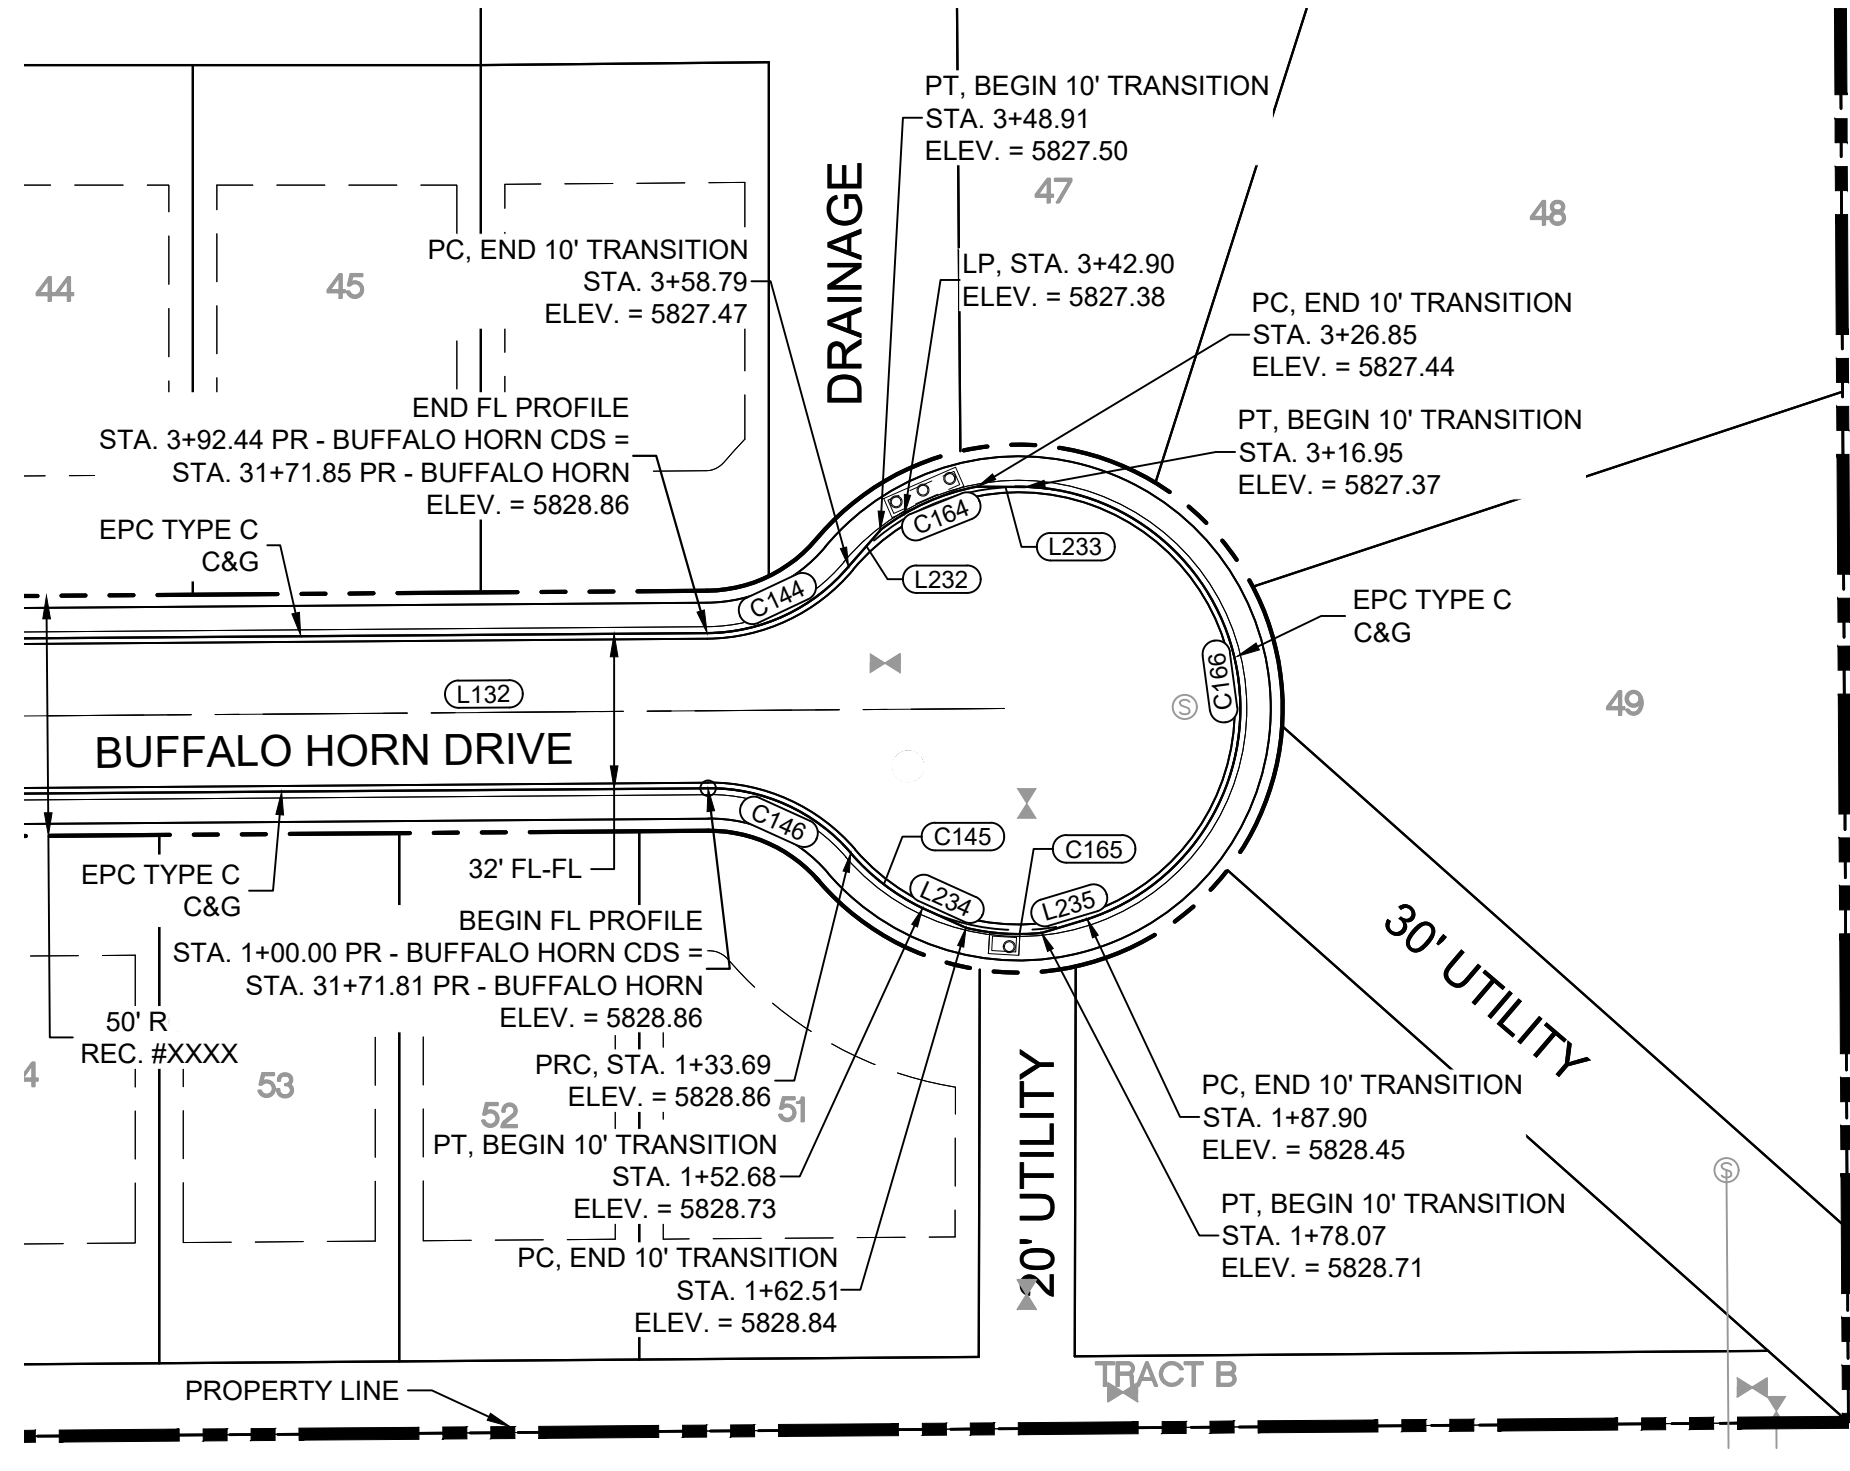 PT, BEGIN 10' TRANSITION
STA. 3+48.91
ELEV. = 5827.50
47
48
DRAINAGE
PC, END 10' TRANSITION
STA. 3+58.79
ELEV. = 5827.47
44
45
LP, STA. 3+42.90
ELEV. = 5827.38
PC, END 10' TRANSITION
STA. 3+26.85
ELEV. = 5827.44
END FL PROFILE
STA. 3+92.44 PR - BUFFALO HORN CDS =
STA. 31+71.85 PR - BUFFALO HORN
ELEV. = 5828.86
PT, BEGIN 10' TRANSITION
STA. 3+16.95
ELEV. = 5827.37
EPC TYPE C
C&G
C164
L233
L232
C144
EPC TYPE C
C&G
C166
L132
49
BUFFALO HORN DRIVE
S
C146
C145
C165
32' FL-FL
EPC TYPE C
C&G
L234
L235
BEGIN FL PROFILE
STA. 1+00.00 PR - BUFFALO HORN CDS =
STA. 31+71.81 PR - BUFFALO HORN
ELEV. = 5828.86
30' UTILITY
50' R
REC. #XXXX
4
53
52
51
PRC, STA. 1+33.69
ELEV. = 5828.86
20' UTILITY
PC, END 10' TRANSITION
STA. 1+87.90
ELEV. = 5828.45
PT, BEGIN 10' TRANSITION
STA. 1+52.68
ELEV. = 5828.73
S
PT, BEGIN 10' TRANSITION
STA. 1+78.07
ELEV. = 5828.71
PC, END 10' TRANSITION
STA. 1+62.51
ELEV. = 5828.84
TRACT B
PROPERTY LINE